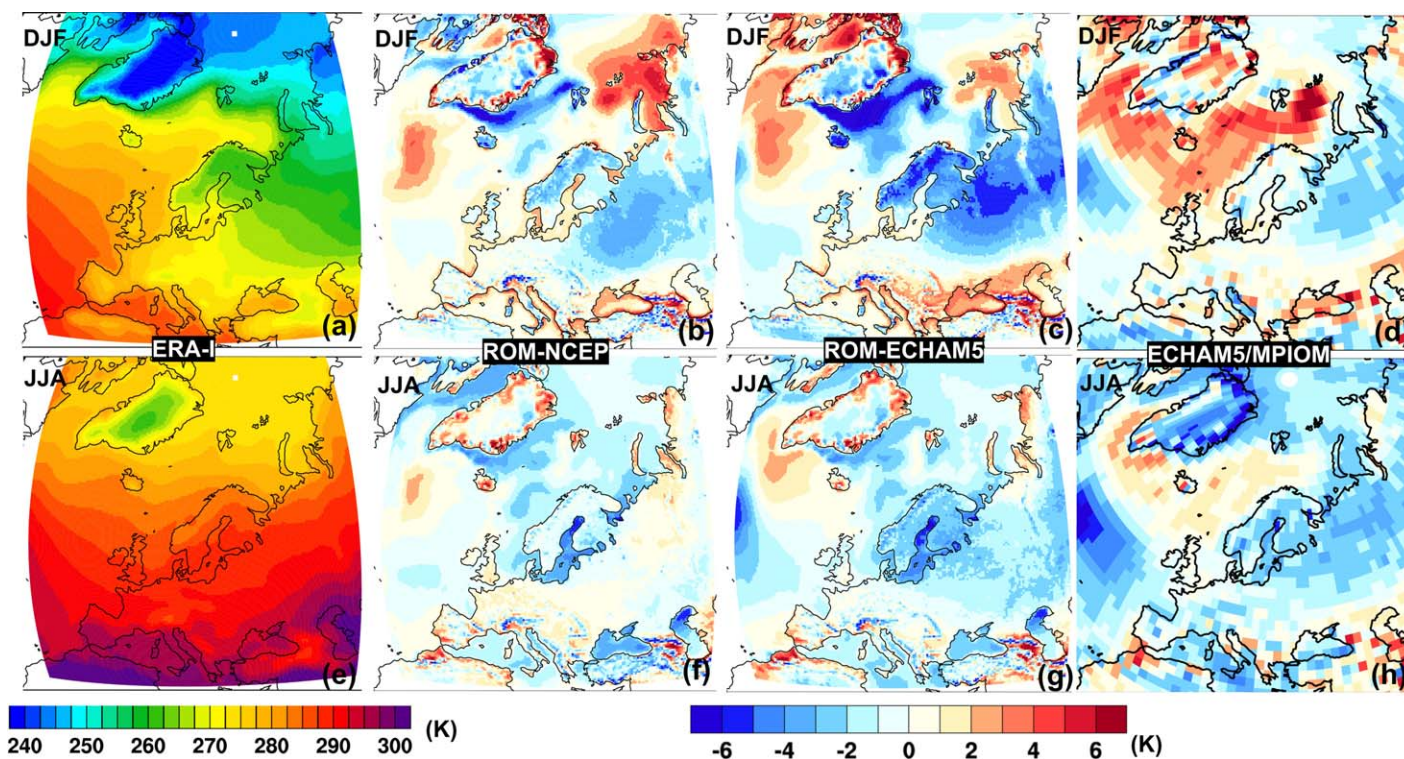 DJF
DJF
DJF
DJF
(a)
(b)
(c)
(d)
ERA-I
ROM-NCEP
ROM-ECHAM5
ECHAM5/MPIOM
JJA
JJA
JJA
JJA
(e)
(f)
(g)
(h)
240 250 260 270 280 290 300 (K)
-6 -4 -2 0 2 4 6 (K)